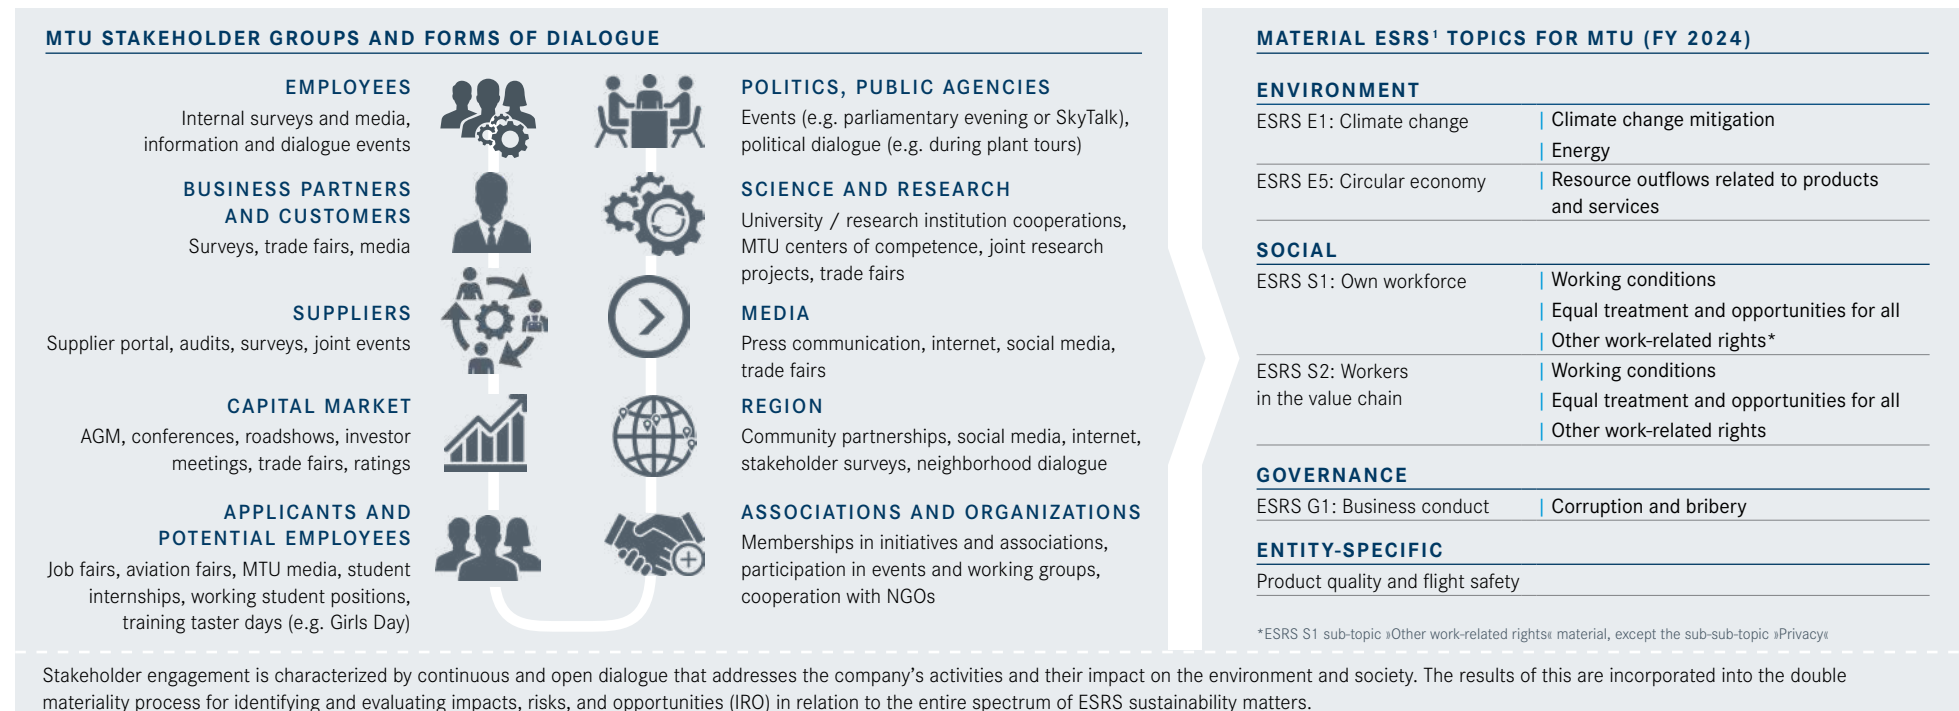 MTU STAKEHOLDER GROUPS AND FORMS OF DIALOGUE
EMPLOYEES
Internal surveys and media,
information and dialogue events
BUSINESS PARTNERS
AND CUSTOMERS
Surveys, trade fairs, media
SUPPLIERS
Supplier portal, audits, surveys, joint events
CAPITAL MARKET
AGM, conferences, roadshows, investor
meetings, trade fairs, ratings
APPLICANTS AND
POTENTIAL EMPLOYEES
Job fairs, aviation fairs, MTU media, student
internships, working student positions,
training taster days (e.g. Girls Day)
POLITICS, PUBLIC AGENCIES
Events (e.g. parliamentary evening or SkyTalk),
political dialogue (e.g. during plant tours)
SCIENCE AND RESEARCH
University / research institution cooperations,
MTU centers of competence, joint research
projects, trade fairs
MEDIA
Press communication, internet, social media,
trade fairs
REGION
Community partnerships, social media, internet,
stakeholder surveys, neighborhood dialogue
ASSOCIATIONS AND ORGANIZATIONS
Memberships in initiatives and associations,
participation in events and working groups,
cooperation with NGOs
MATERIAL ESRS¹ TOPICS FOR MTU (FY 2024)
ENVIRONMENT
ESRS E1: Climate change | Climate change mitigation
| Energy
ESRS E5: Circular economy | Resource outflows related to products
and services
SOCIAL
ESRS S1: Own workforce | Working conditions
| Equal treatment and opportunities for all
| Other work-related rights*
ESRS S2: Workers | Working conditions
in the value chain | Equal treatment and opportunities for all
| Other work-related rights
GOVERNANCE
ESRS G1: Business conduct | Corruption and bribery
ENTITY-SPECIFIC
Product quality and flight safety
*ESRS S1 sub-topic »Other work-related rights« material, except the sub-sub-topic »Privacy«
Stakeholder engagement is characterized by continuous and open dialogue that addresses the company's activities and their impact on the environment and society. The results of this are incorporated into the double
materiality process for identifying and evaluating impacts, risks, and opportunities (IRO) in relation to the entire spectrum of ESRS sustainability matters.